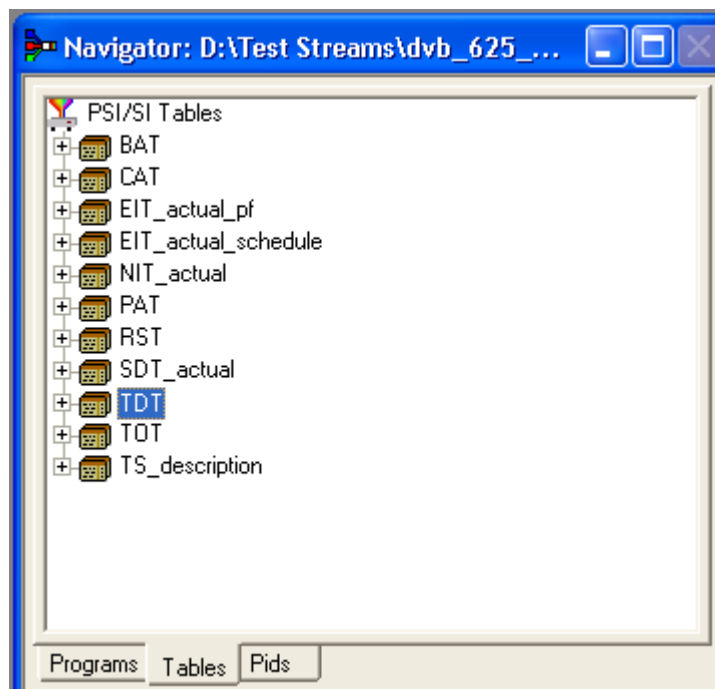 Navigator: D:\Test Streams\dvb_625_...
PSI/SI Tables
BAT
CAT
EIT_actual_pf
EIT_actual_schedule
NIT_actual
PAT
RST
SDT_actual
TDT
TOT
TS_description
Programs Tables Pids